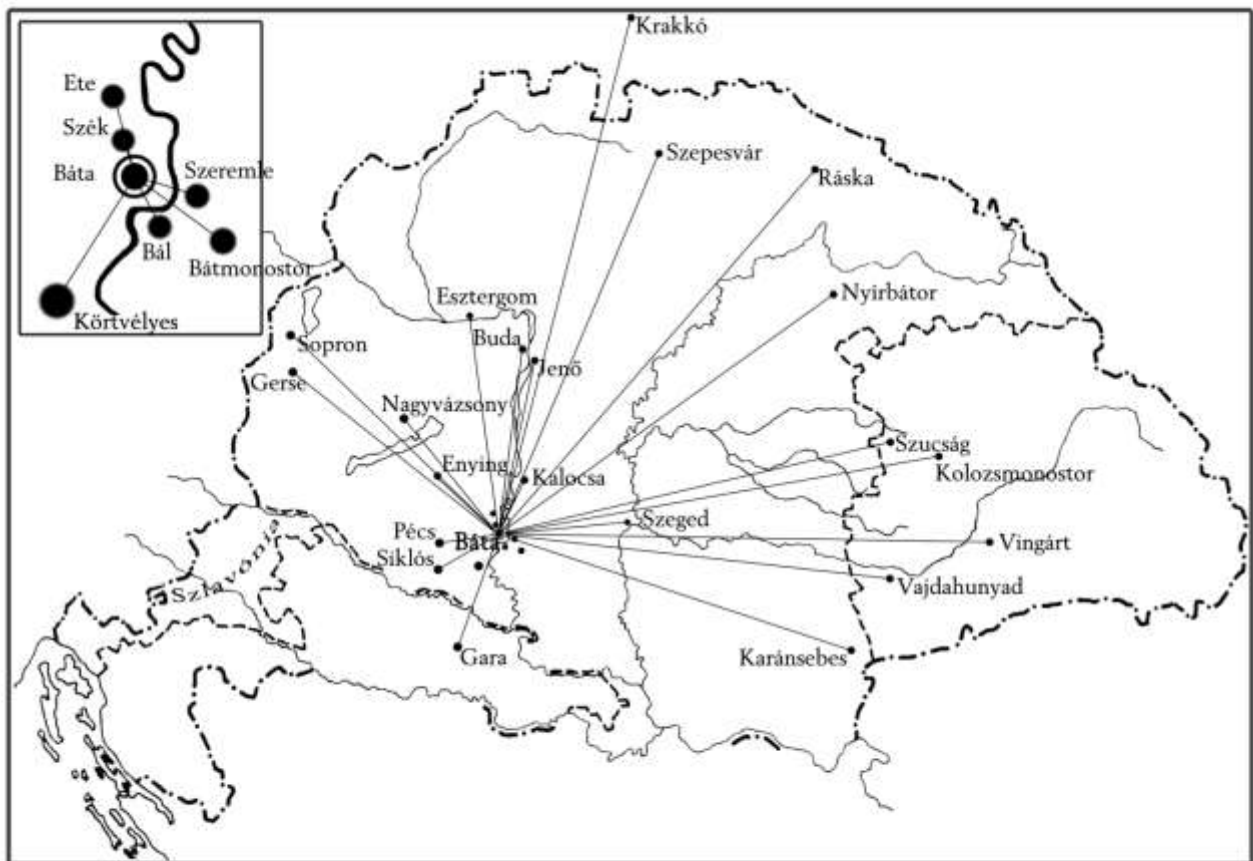 Krakkó
Ete
Szék
Báta
Szeremle
Bál
Bátmonostor
Körtvélyes
Szepesvár
Ráska
Nyírbátor
Esztergom
Buda
Jenő
Sopron
Gerse
Nagyvázsony
Enying
Kalocsa
Szucság
Kolozsmonostor
Szeged
Pécs
Báta
Siklós
Vingárt
Vajdahunyad
Szlavónia
Gara
Karánsebes